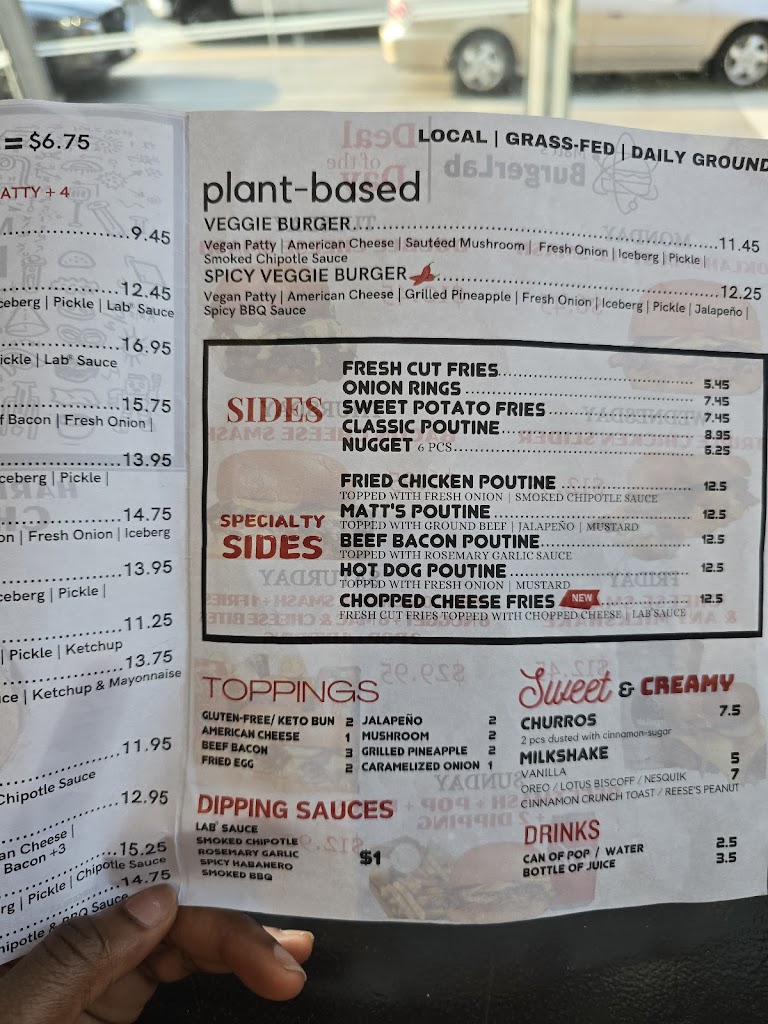 = $6.75
ATTY + 4
9.45
12.45
ceberg | Pickle | Lab® Sauce
16.95
ickle | Lab® Sauce
15.75
f Bacon | Fresh Onion |
13.95
ceberg | Pickle |
14.75
on | Fresh Onion | Iceberg
13.95
ceberg | Pickle |
11.25
| Pickle | Ketchup
13.75
ce | Ketchup & Mayonnaise
11.95
Chipotle Sauce
12.95
an Cheese |
Bacon +3
15.25
rg | Pickle | Chipotle Sauce
14.75
hipotle & BBQ Sauce
LOCAL | GRASS-FED | DAILY GROUND
plant-based
VEGGIE BURGER 11.45
Vegan Patty | American Cheese | Sautéed Mushroom | Fresh Onion | Iceberg | Pickle |
Smoked Chipotle Sauce
SPICY VEGGIE BURGER 12.25
Vegan Patty | American Cheese | Grilled Pineapple | Fresh Onion | Iceberg | Pickle | Jalapeño |
Spicy BBQ Sauce
SIDES
FRESH CUT FRIES 5.45
ONION RINGS 7.45
SWEET POTATO FRIES 7.45
CLASSIC POUTINE 8.95
NUGGET 6 PCS 6.25
SPECIALTY
SIDES
FRIED CHICKEN POUTINE 12.5
TOPPED WITH FRESH ONION | SMOKED CHIPOTLE SAUCE
MATT'S POUTINE 12.5
TOPPED WITH GROUND BEEF | JALAPEÑO | MUSTARD
BEEF BACON POUTINE 12.5
TOPPED WITH ROSEMARY GARLIC SAUCE
HOT DOG POUTINE 12.5
TOPPED WITH FRESH ONION | MUSTARD
CHOPPED CHEESE FRIES NEW 12.5
FRESH CUT FRIES TOPPED WITH CHOPPED CHEESE | LAB®SAUCE
TOPPINGS
GLUTEN-FREE/ KETO BUN 2
AMERICAN CHEESE 1
BEEF BACON 3
FRIED EGG 2
JALAPEÑO 2
MUSHROOM 2
GRILLED PINEAPPLE 2
CARAMELIZED ONION 1
DIPPING SAUCES
LAB® SAUCE
SMOKED CHIPOTLE
ROSEMARY GARLIC
SPICY HABANERO
SMOKED BBQ
$1
Sweet & CREAMY
CHURROS 7.5
2 pcs dusted with cinnamon-sugar
MILKSHAKE
VANILLA 5
OREO / LOTUS BISCOFF / NESQUIK 7
CINNAMON CRUNCH TOAST / REESE'S PEANUT
DRINKS
CAN OF POP / WATER 2.5
BOTTLE OF JUICE 3.5